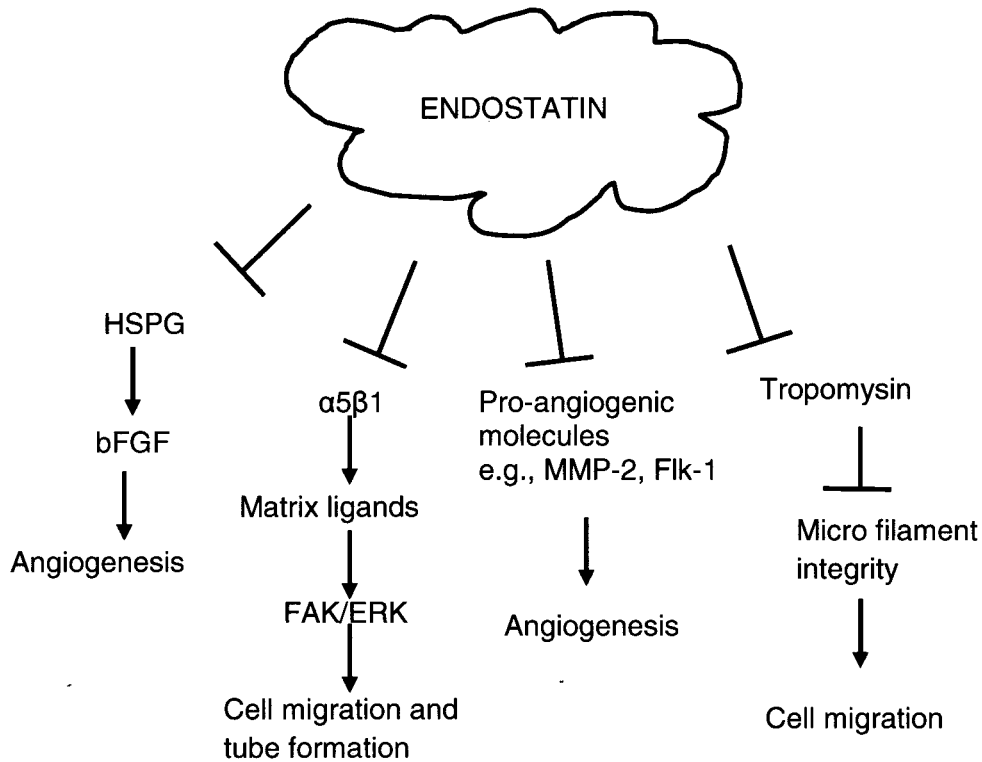 ENDOSTATIN
HSPG
bFGF
Angiogenesis
α5β1
Matrix ligands
FAK/ERK
Cell migration and
tube formation
Pro-angiogenic
molecules
e.g., MMP-2, Flk-1
Angiogenesis
Tropomysin
Micro filament
integrity
Cell migration